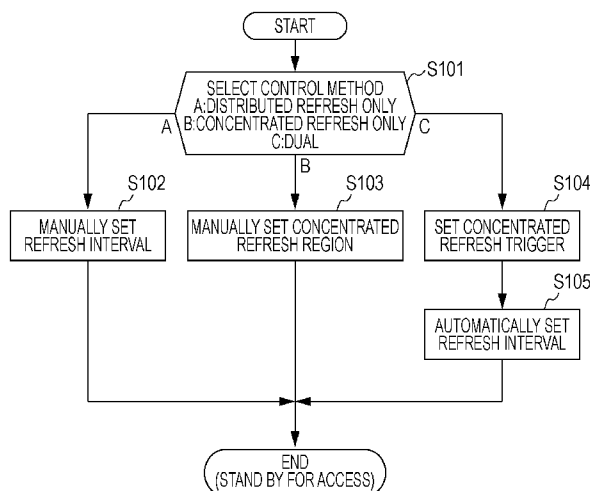 START
S101
SELECT CONTROL METHOD
A:DISTRIBUTED REFRESH ONLY
B:CONCENTRATED REFRESH ONLY
C:DUAL
A
B
C
S102
MANUALLY SET
REFRESH INTERVAL
S103
MANUALLY SET CONCENTRATED
REFRESH REGION
S104
SET CONCENTRATED
REFRESH TRIGGER
S105
AUTOMATICALLY SET
REFRESH INTERVAL
END
(STAND BY FOR ACCESS)